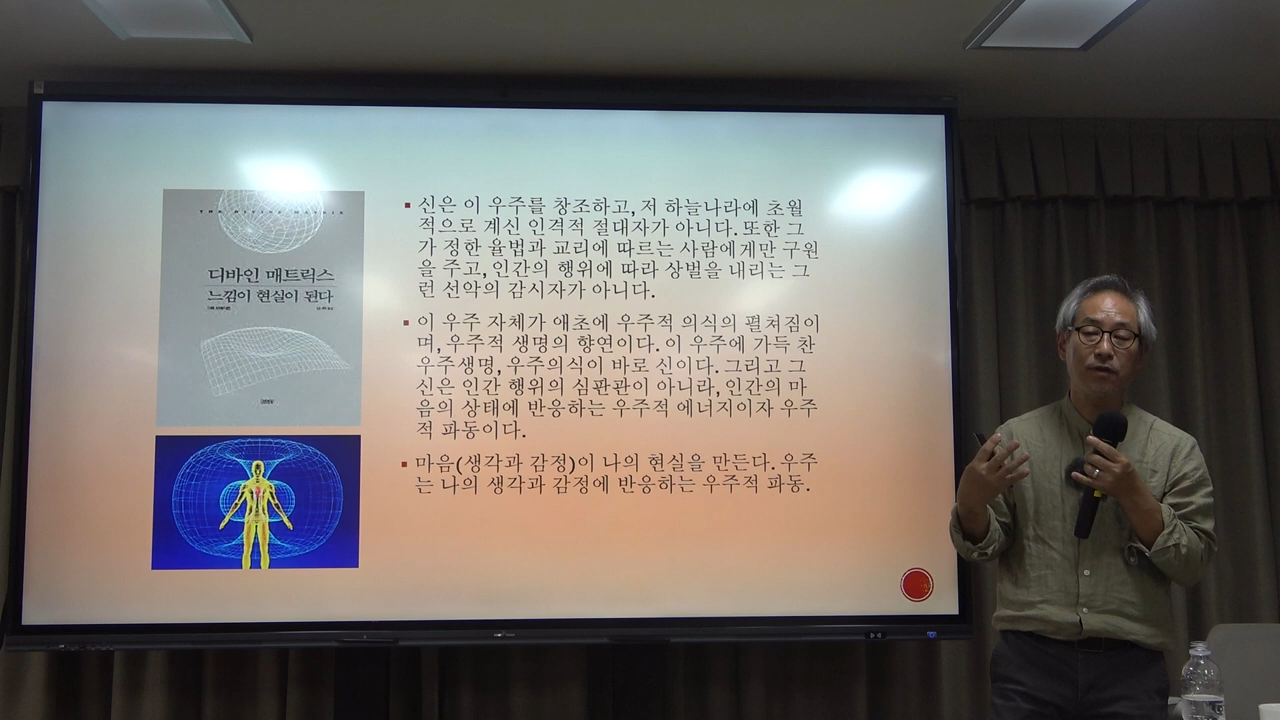 THE DIVINE MATRIX
디바인 매트릭스
느낌이 현실이 된다
신은 이 우주를 창조하고, 저 하늘나라에 초월
적으로 계신 인격적 절대자가 아니다. 또한 그
가 정한 율법과 교리에 따르는 사람에게만 구원
을 주고, 인간의 행위에 따라 상벌을 내리는 그
런 선악의 감시자가 아니다.
이 우주 자체가 애초에 우주적 의식의 펼쳐짐이
며, 우주적 생명의 향연이다. 이 우주에 가득 찬
우주생명, 우주의식이 바로 신이다. 그리고 그
신은 인간 행위의 심판관이 아니라, 인간의 마
음의 상태에 반응하는 우주적 에너지이자 우주
적 파동이다.
마음(생각과 감정)이 나의 현실을 만든다. 우주
는 나의 생각과 감정에 반응하는 우주적 파동.